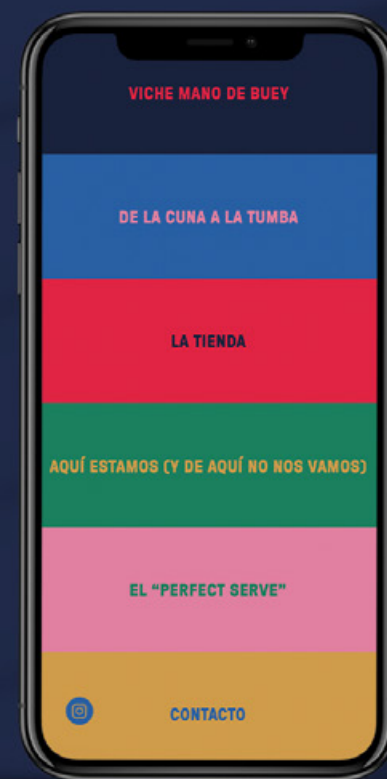 VICHE MANO DE BUEY
DE LA CUNA A LA TUMBA
LA TIENDA
AQUÍ ESTAMOS (Y DE AQUÍ NO NOS VAMOS)
EL “PERFECT SERVE”
CONTACTO